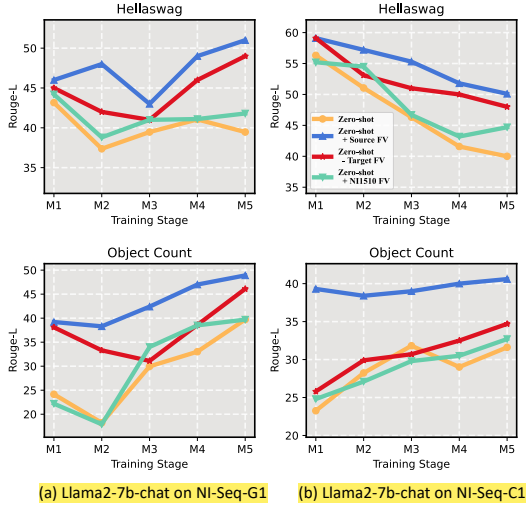 Hellaswag
Rouge-L
50
45
40
35
M1 M2 M3 M4 M5
Training Stage
Hellaswag
Rouge-L
60
55
50
45
40
35
Zero-shot
Zero-shot
+ Source FV
Zero-shot
- Target FV
Zero-shot
+ NI1510 FV
M1 M2 M3 M4 M5
Training Stage
Object Count
Rouge-L
50
45
40
35
30
25
20
M1 M2 M3 M4 M5
Training Stage
Object Count
Rouge-L
40
35
30
25
20
M1 M2 M3 M4 M5
Training Stage
(a) Llama2-7b-chat on NI-Seq-G1
(b) Llama2-7b-chat on NI-Seq-C1